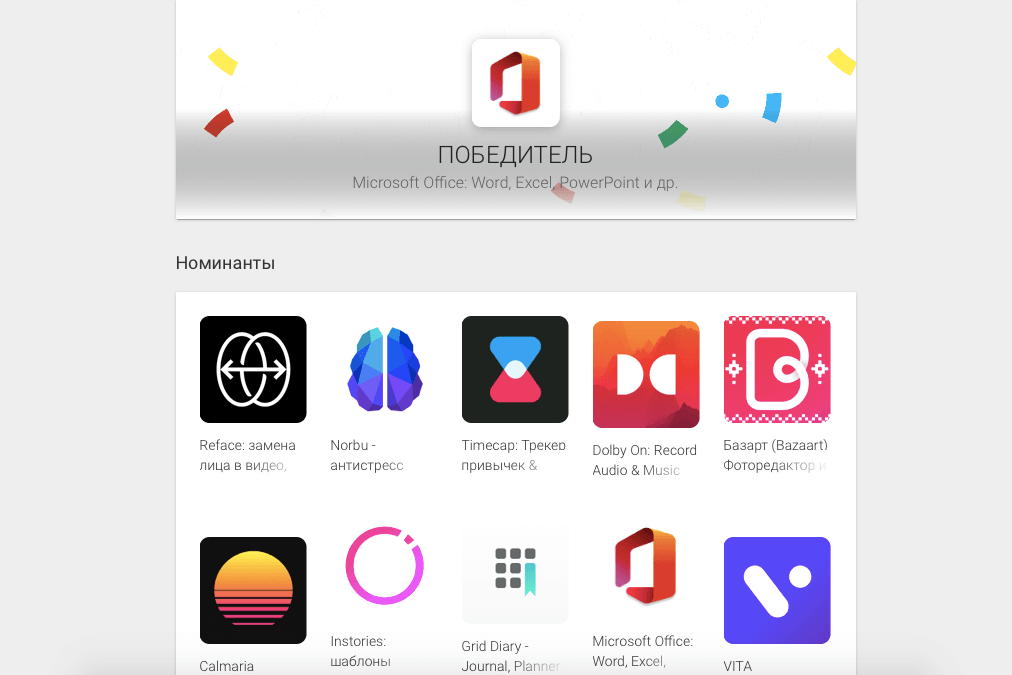 ПОБЕДИТЕЛЬ
Microsoft Office: Word, Excel, PowerPoint и др.
Номинанты
Reface: замена
лица в видео,
Norbu -
антистресс
Timecap: Трекер
привычек &
Dolby On: Record
Audio & Music
Базарт (Bazaart)
Фоторедактор и
Calmaria
Instories:
шаблоны
Grid Diary -
Journal, Planner
Microsoft Office:
Word, Excel,
VITA